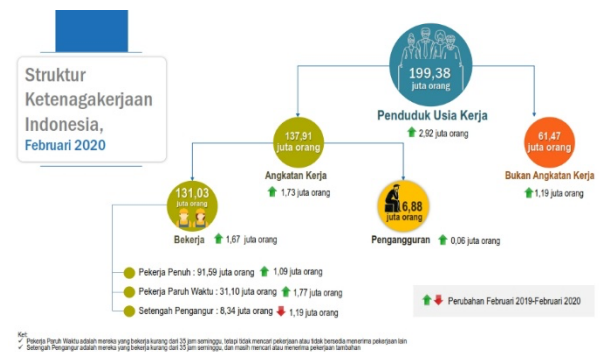 Struktur
Ketenagakerjaan
Indonesia,
Februari 2020
199,38
juta orang
Penduduk Usia Kerja
2,92 juta orang
137,91
juta orang
Angkatan Kerja
1,73 juta orang
61,47
juta orang
Bukan Angkatan Kerja
1,19 juta orang
131,03
juta orang
Bekerja 1,67 juta orang
6,88
juta orang
Pengangguran 0,06 juta orang
Pekerja Penuh : 91,59 juta orang 1,09 juta orang
Pekerja Paruh Waktu : 31,10 juta orang 1,77 juta orang
Setengah Pengangur : 8,34 juta orang 1,19 juta orang
Perubahan Februari 2019-Februari 2020
Ket:
✓ Pekerja Paruh Waktu adalah mereka yang bekerja kurang dari 35 jam seminggu, tetapi tidak mencari pekerjaan atau tidak bersedia menerima pekerjaan lain
✓ Setengah Pengangur adalah mereka yang bekerja kurang dari 35 jam seminggu, dan masih mencari atau menerima pekerjaan tambahan